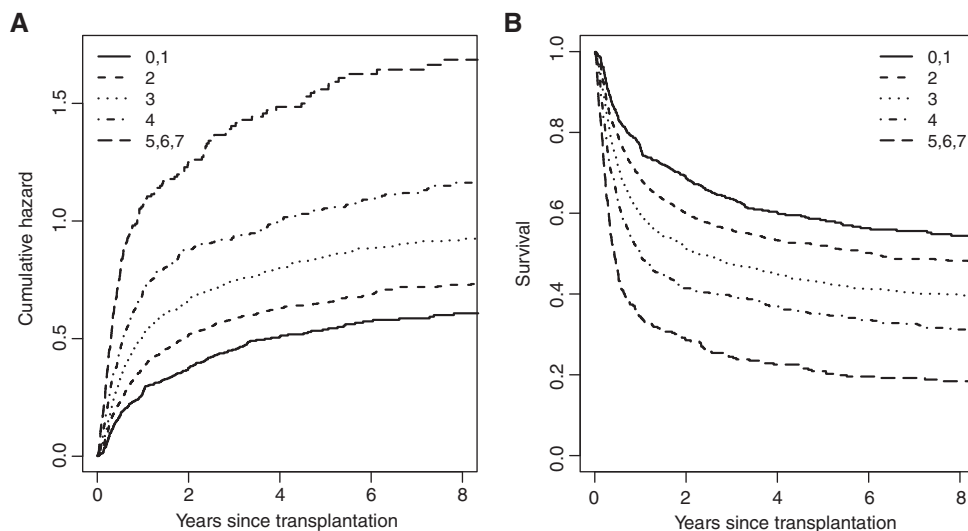 A
Cumulative hazard
1.5
1.0
0.5
0.0
0,1
2
3
4
5,6,7
0 2 4 6 8
Years since transplantation
B
Survival
1.0
0.8
0.6
0.4
0.2
0.0
0,1
2
3
4
5,6,7
0 2 4 6 8
Years since transplantation